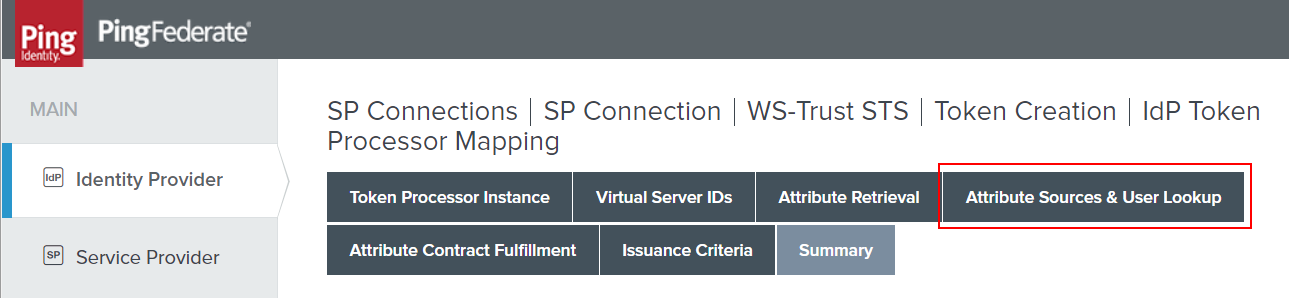 Ping
Identity.
PingFederate®
MAIN
IdP Identity Provider
SP Service Provider
SP Connections | SP Connection | WS-Trust STS | Token Creation | IdP Token
Processor Mapping
Token Processor Instance Virtual Server IDs Attribute Retrieval Attribute Sources & User Lookup
Attribute Contract Fulfillment Issuance Criteria Summary